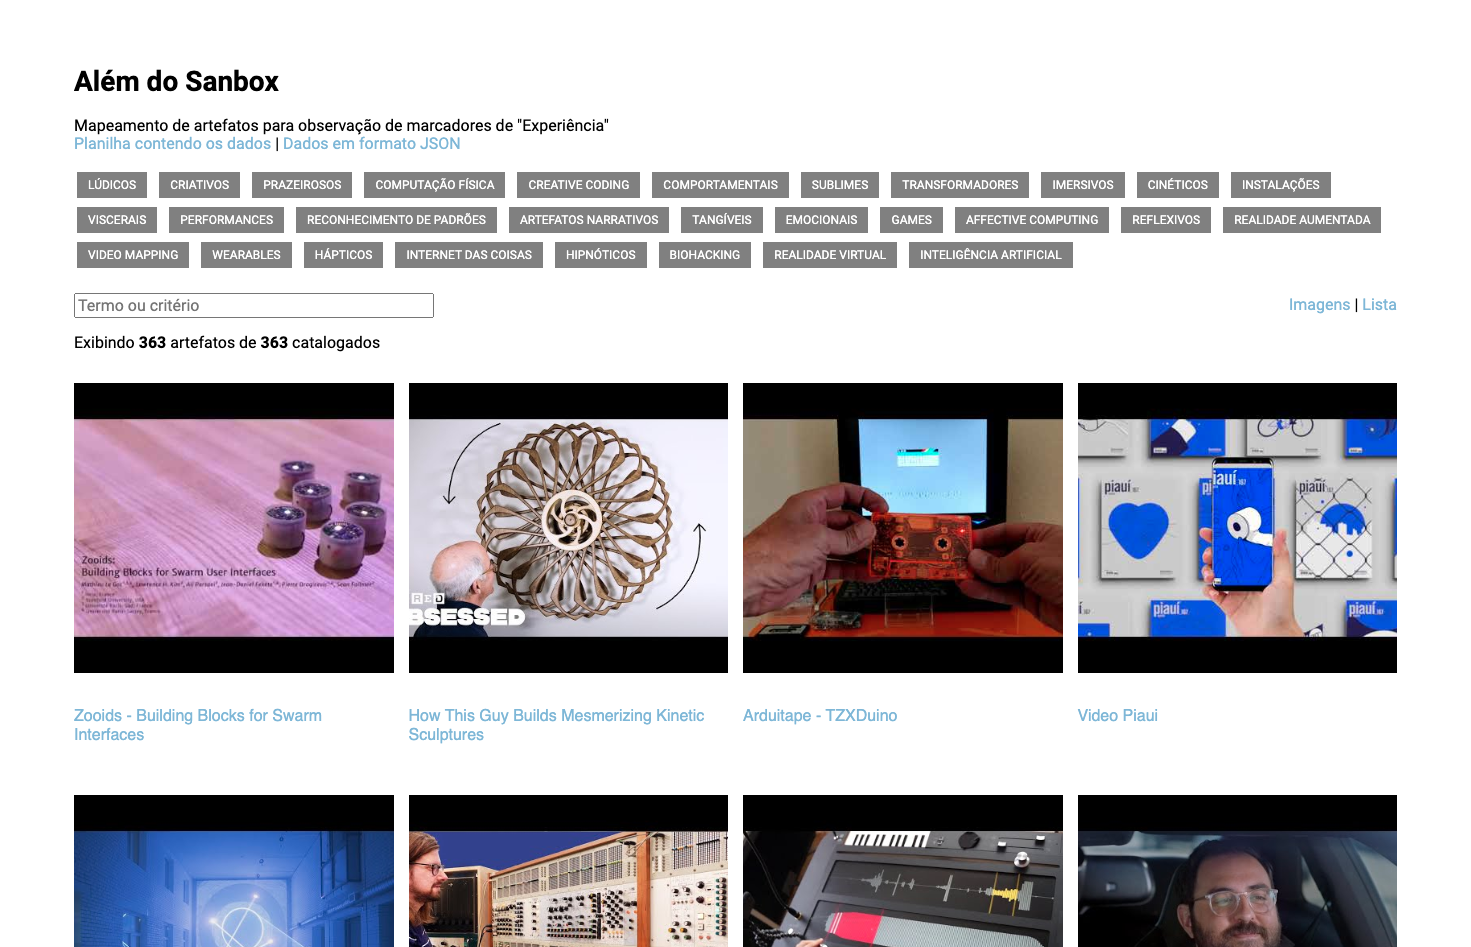 Além do Sanbox
Mapeamento de artefatos para observação de marcadores de "Experiência"
Planilha contendo os dados | Dados em formato JSON
LÚDICOS CRIATIVOS PRAZEIROSOS COMPUTAÇÃO FÍSICA CREATIVE CODING COMPORTAMENTAIS SUBLIMES TRANSFORMADORES IMERSIVOS CINÉTICOS INSTALAÇÕES
VISCERAIS PERFORMANCES RECONHECIMENTO DE PADRÕES ARTEFATOS NARRATIVOS TANGÍVEIS EMOCIONAIS GAMES AFFECTIVE COMPUTING REFLEXIVOS REALIDADE AUMENTADA
VIDEO MAPPING WEARABLES HÁPTICOS INTERNET DAS COISAS HIPNÓTICOS BIOHACKING REALIDADE VIRTUAL INTELIGÊNCIA ARTIFICIAL
Termo ou critério
Imagens | Lista
Exibindo 363 artefatos de 363 catalogados
Zooids:
Building Blocks for Swarm User Interfaces
RED
BSESSED
piauí
piauí
piauí
piauí
piauí
Zooids - Building Blocks for Swarm
Interfaces
How This Guy Builds Mesmerizing Kinetic
Sculptures
Arduitape - TZXDuino
Video Piaui